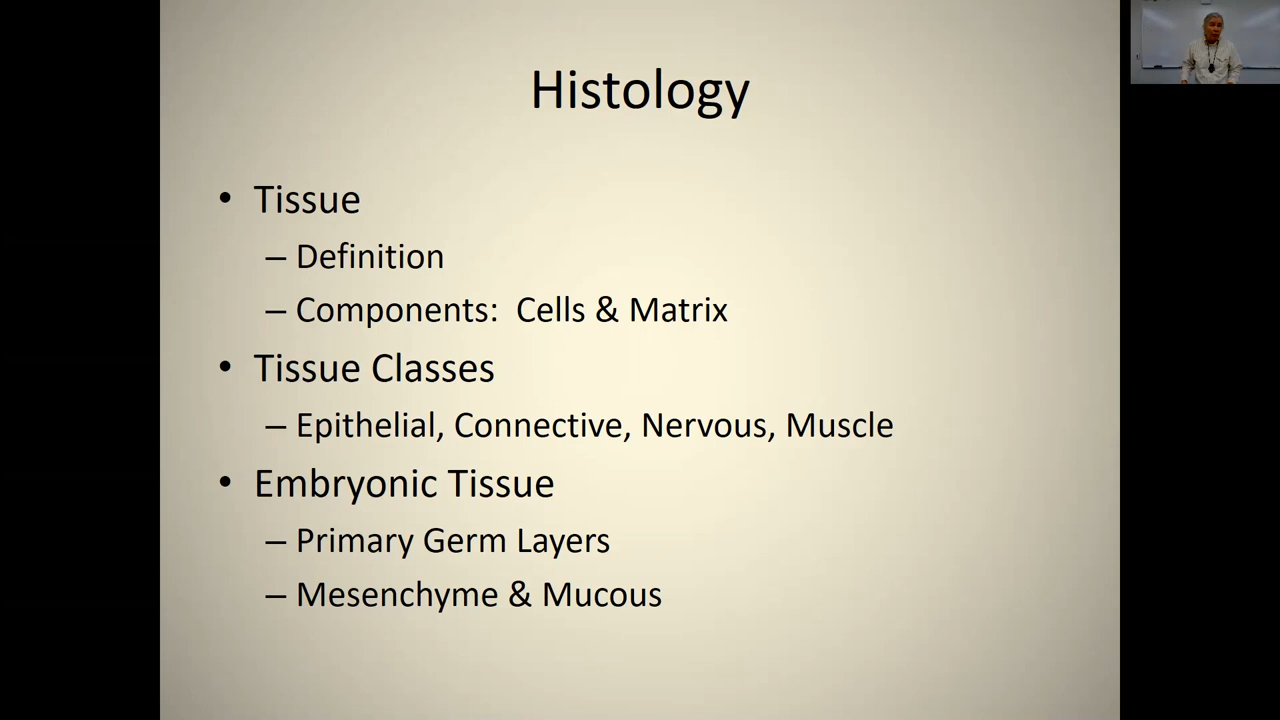 Histology
• Tissue
– Definition
– Components:  Cells & Matrix
• Tissue Classes
– Epithelial, Connective, Nervous, Muscle
• Embryonic Tissue
– Primary Germ Layers
– Mesenchyme & Mucous